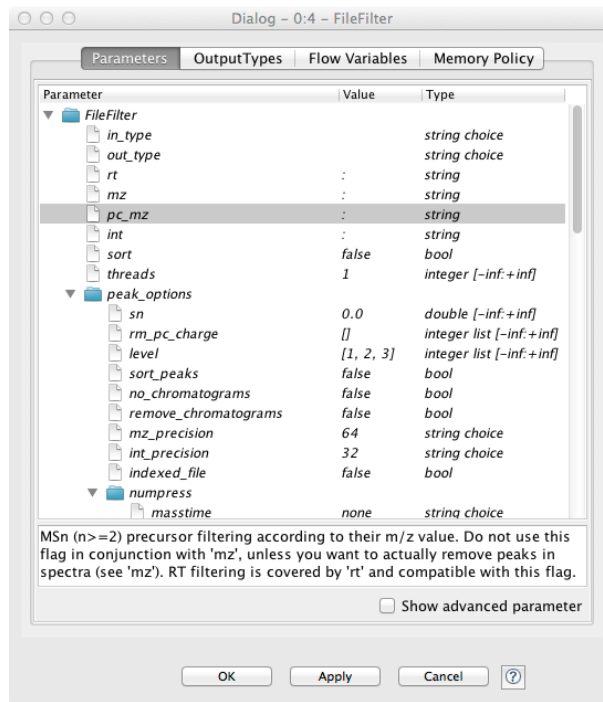 Dialog - 0:4 - FileFilter
Parameters OutputTypes Flow Variables Memory Policy
Parameter Value Type
FileFilter
in_type string choice
out_type string choice
rt : string
mz : string
pc_mz : string
int : string
sort false bool
threads 1 integer [-inf:+inf]
peak_options
sn 0.0 double [-inf:+inf]
rm_pc_charge [] integer list [-inf:+inf]
level [1, 2, 3] integer list [-inf:+inf]
sort_peaks false bool
no_chromatograms false bool
remove_chromatograms false bool
mz_precision 64 string choice
int_precision 32 string choice
indexed_file false bool
numpress
masstime none string choice
MSn (n>=2) precursor filtering according to their m/z value. Do not use this
flag in conjunction with 'mz', unless you want to actually remove peaks in
spectra (see 'mz'). RT filtering is covered by 'rt' and compatible with this flag.
Show advanced parameter
OK Apply Cancel ?